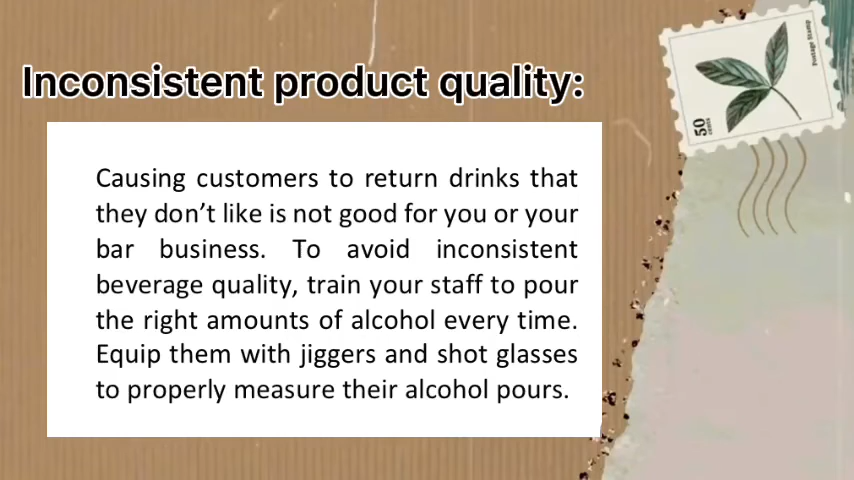 Inconsistent product quality:
Causing customers to return drinks that
they don’t like is not good for you or your
bar business. To avoid inconsistent
beverage quality, train your staff to pour
the right amounts of alcohol every time.
Equip them with jiggers and shot glasses
to properly measure their alcohol pours.
Postage Stamp
50
cents